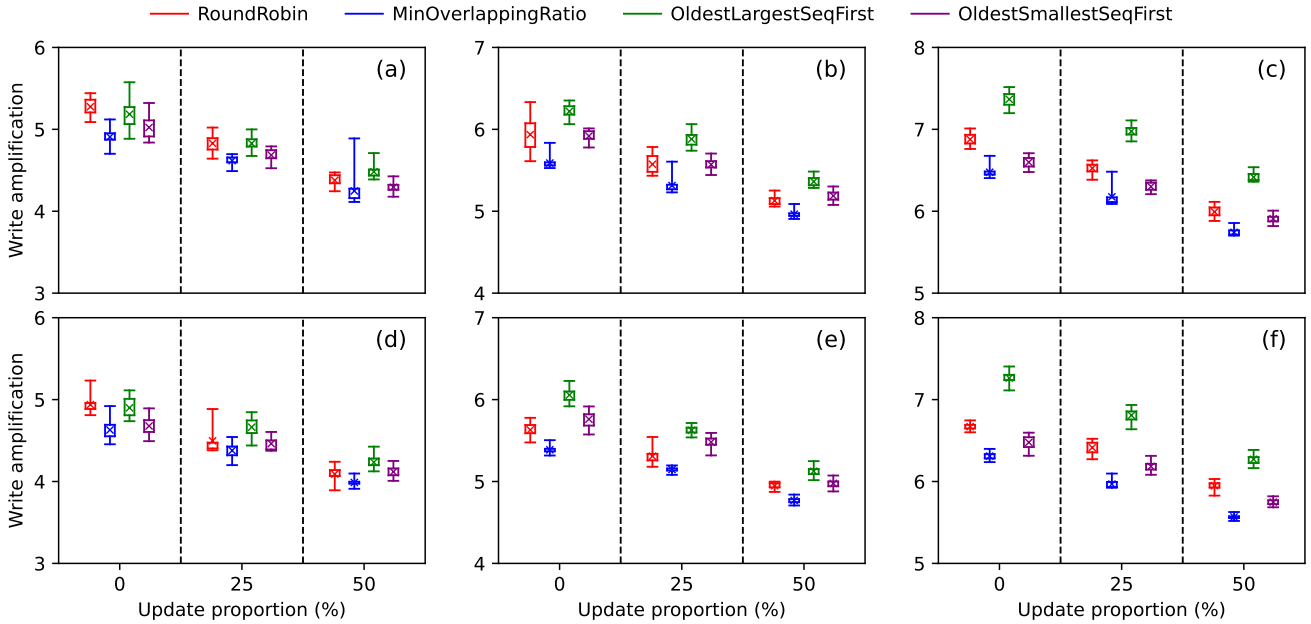 RoundRobin MinOverlappingRatio OldestLargestSeqFirst OldestSmallestSeqFirst
Write amplification
6
5
4
3
(a)
7
6
5
4
(b)
8
7
6
5
(c)
Write amplification
6
5
4
3
(d)
0 25 50
Update proportion (%)
7
6
5
4
(e)
0 25 50
Update proportion (%)
8
7
6
5
(f)
0 25 50
Update proportion (%)